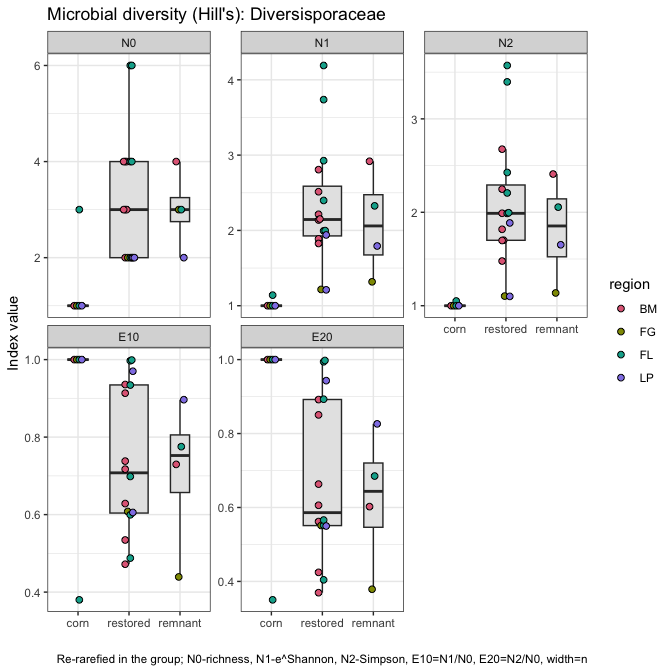 Microbial diversity (Hill's): Diversisporaceae
N0
N1
N2
6
4
2
4
3
2
1
3
2
1
corn restored remnant
Index value
E10
E20
1.0
0.8
0.6
0.4
1.0
0.8
0.6
0.4
corn restored remnant
corn restored remnant
region
BM
FG
FL
LP
Re-rarefied in the group; N0-richness, N1-e^Shannon, N2-Simpson, E10=N1/N0, E20=N2/N0, width=n